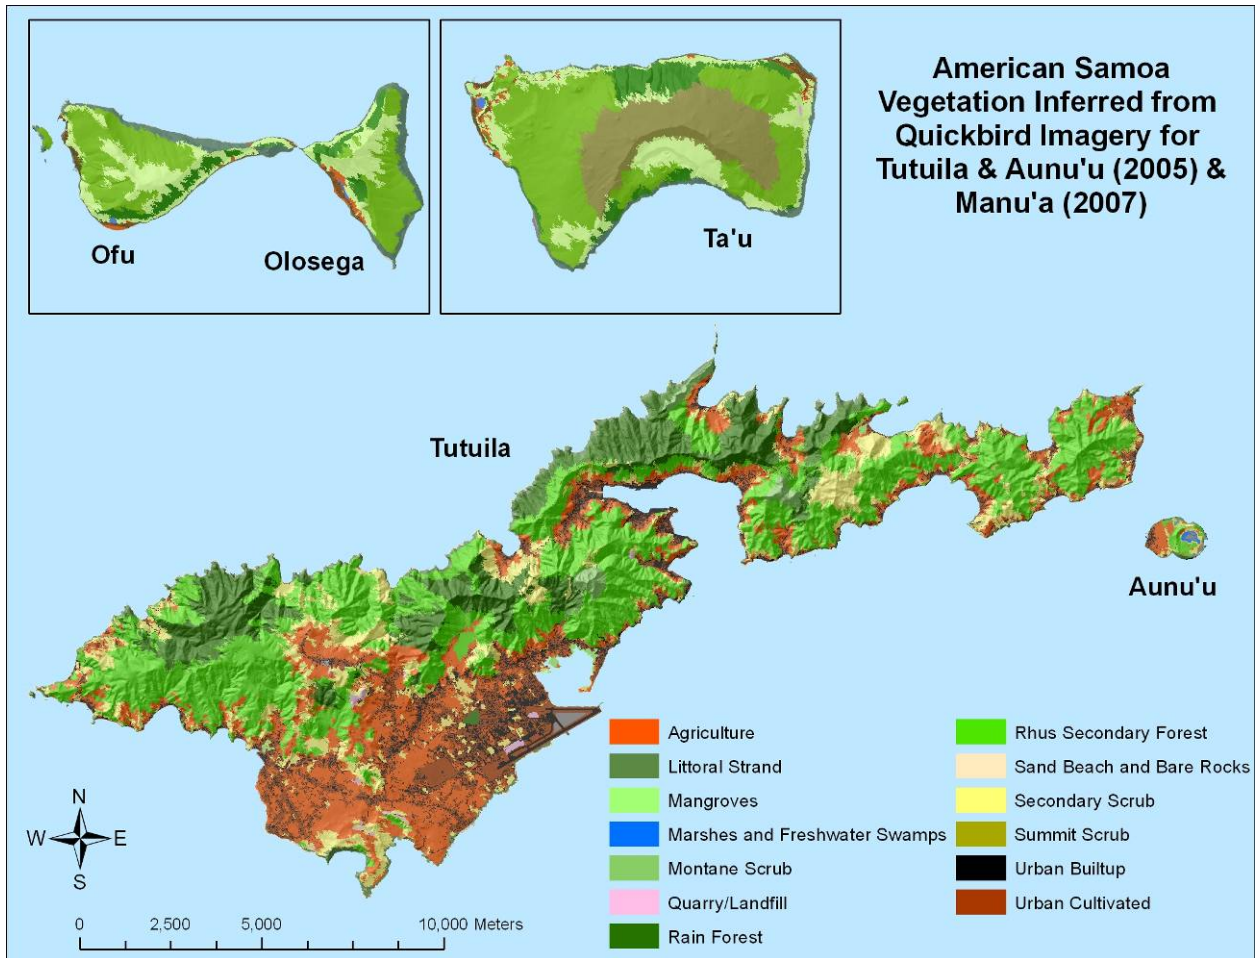 American Samoa
Vegetation Inferred from
Quickbird Imagery for
Tutuila & Aunu'u (2005) &
Manu'a (2007)
Ofu
Olosega
Ta'u
Tutuila
Aunu'u
N
W E
S
0 2,500 5,000 10,000 Meters
Agriculture
Littoral Strand
Mangroves
Marshes and Freshwater Swamps
Montane Scrub
Quarry/Landfill
Rain Forest
Rhus Secondary Forest
Sand Beach and Bare Rocks
Secondary Scrub
Summit Scrub
Urban Builtup
Urban Cultivated